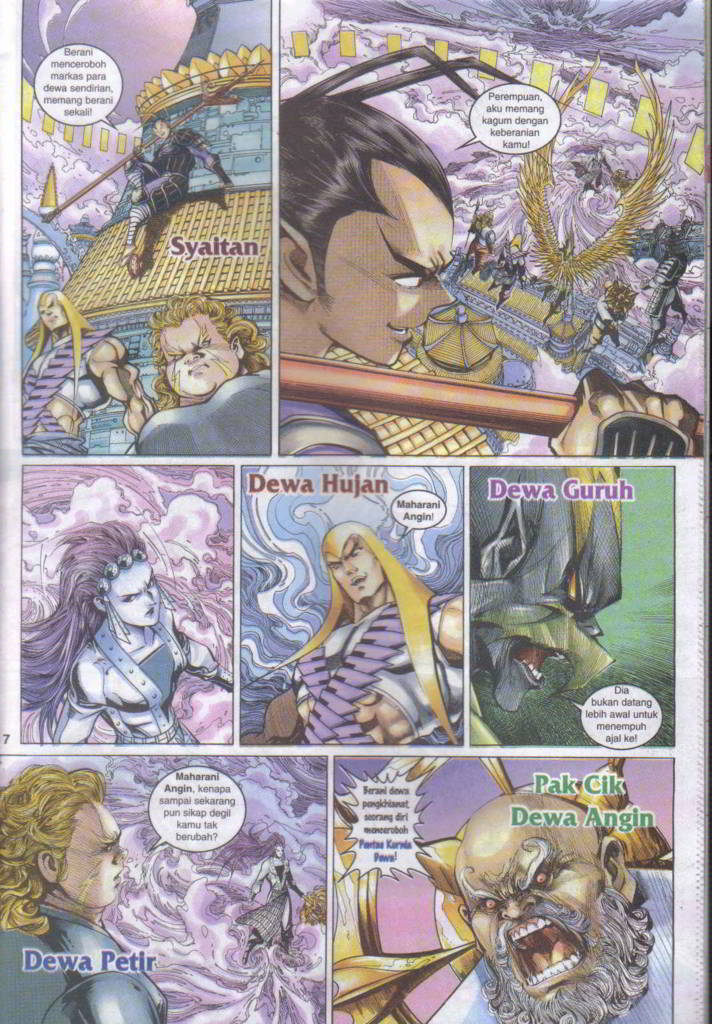 Berani
menceroboh
markas para
dewa sendirian,
memang berani
sekali!
Syaitan
Perempuan,
aku memang
kagum dengan
keberanian
kamu!
Dewa Hujan
Maharani
Angin!
Dewa Guruh
Dia
bukan datang
lebih awal untuk
menempuh
ajal ke!
7
Maharani
Angin, kenapa
sampai sekarang
pun sikap degil
kamu tak
berubah?
Dewa Petir
Berani dewa
pengkhianat,
seorang diri
menceroboh
Pentas Kurnia
Dewa!
Pak Cik
Dewa Angin